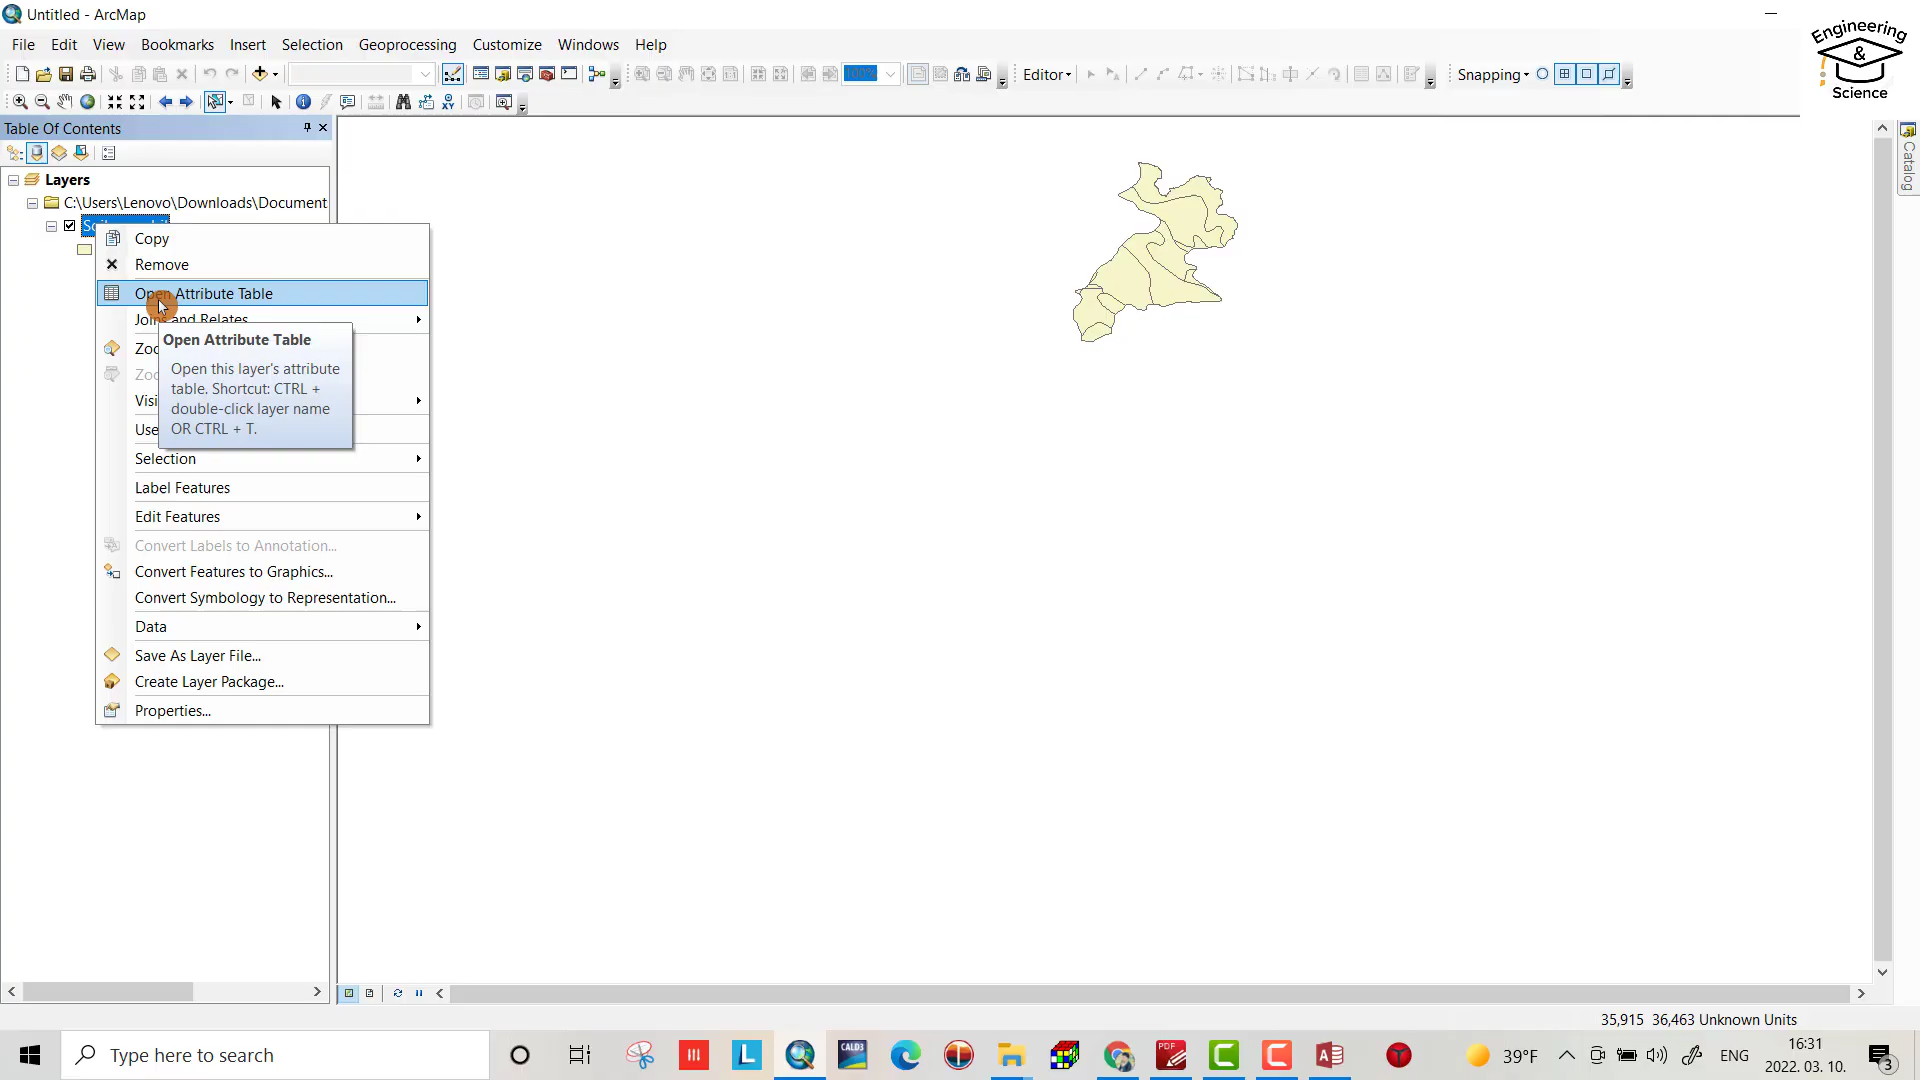 Untitled - ArcMap
File Edit View Bookmarks Insert Selection Geoprocessing Customize Windows Help
Engineering
&
Science
Editor
Snapping
Table Of Contents
Catalog
Layers
C:\Users\Lenovo\Downloads\Document
Copy
Remove
Open Attribute Table
Joins and Relates
Open Attribute Table
Open this layer's attribute
table. Shortcut: CTRL +
double-click layer name
OR CTRL + T.
Selection
Label Features
Edit Features
Convert Labels to Annotation...
Convert Features to Graphics...
Convert Symbology to Representation...
Data
Save As Layer File...
Create Layer Package...
Properties...
35,915 36,463 Unknown Units
Type here to search
L
CALD3
PDF
39°F
ENG
16:31
2022. 03. 10.
3